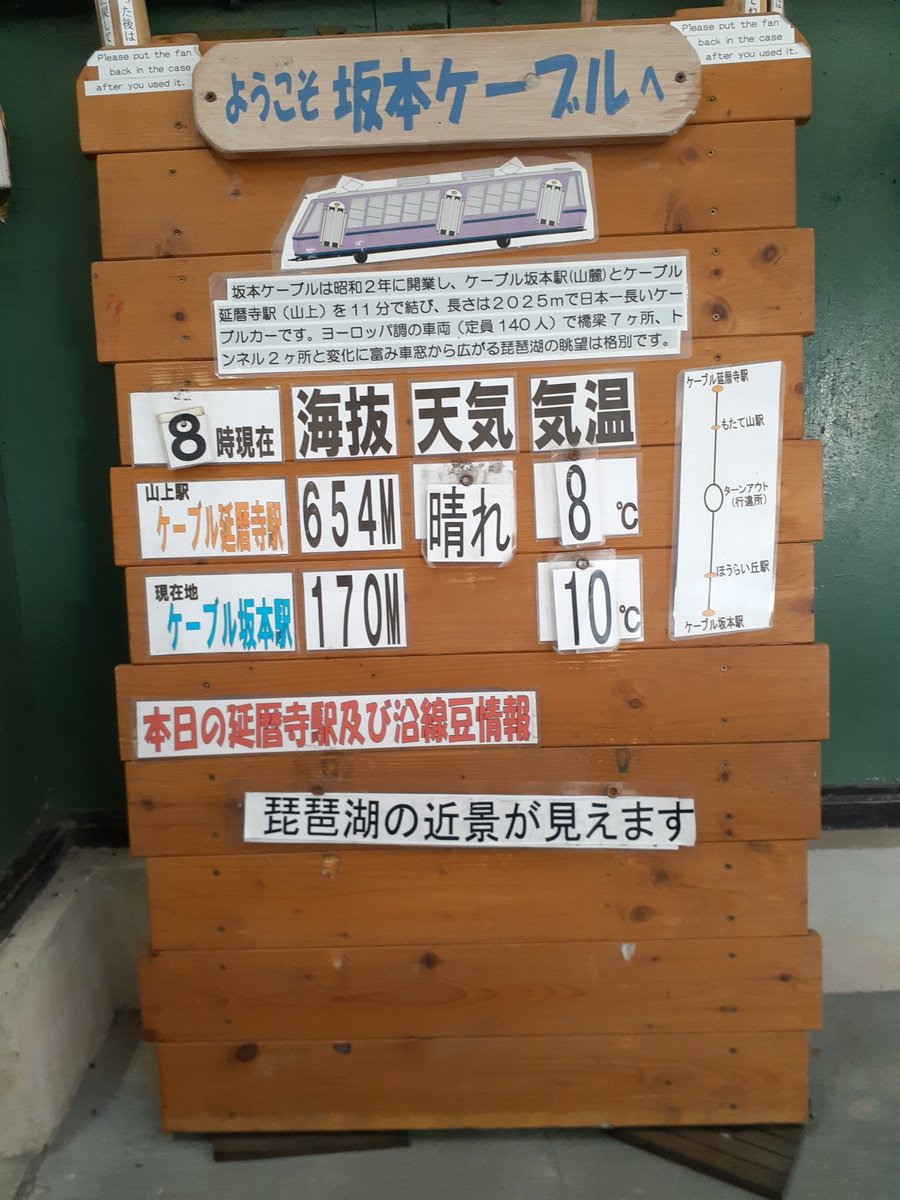 た後は
戻して
Please put the fan
back in the case
after you used it.
Please put the fan
back in the case
after you used it.
ようこそ 坂本ケーブルへ
坂本ケーブルは昭和2年に開業し、ケーブル坂本駅(山麓)とケーブル
延暦寺駅(山上)を11分で結び、長さは2025mで日本一長いケー
ブルカーです。ヨーロッパ調の車両(定員140人)で橋梁7ヶ所、ト
ンネル2ヶ所と変化に富み車窓から広がる琵琶湖の眺望は格別です。
8時現在 海抜 天気 気温
山上駅
ケーブル延暦寺駅 654M 晴れ 8℃
現在地
ケーブル坂本駅 170M 10℃
ケーブル延暦寺駅
もたて山駅
ターンアウト
(行違所)
ほうらい丘駅
ケーブル坂本駅
本日の延暦寺駅及び沿線豆情報
琵琶湖の近景が見えます